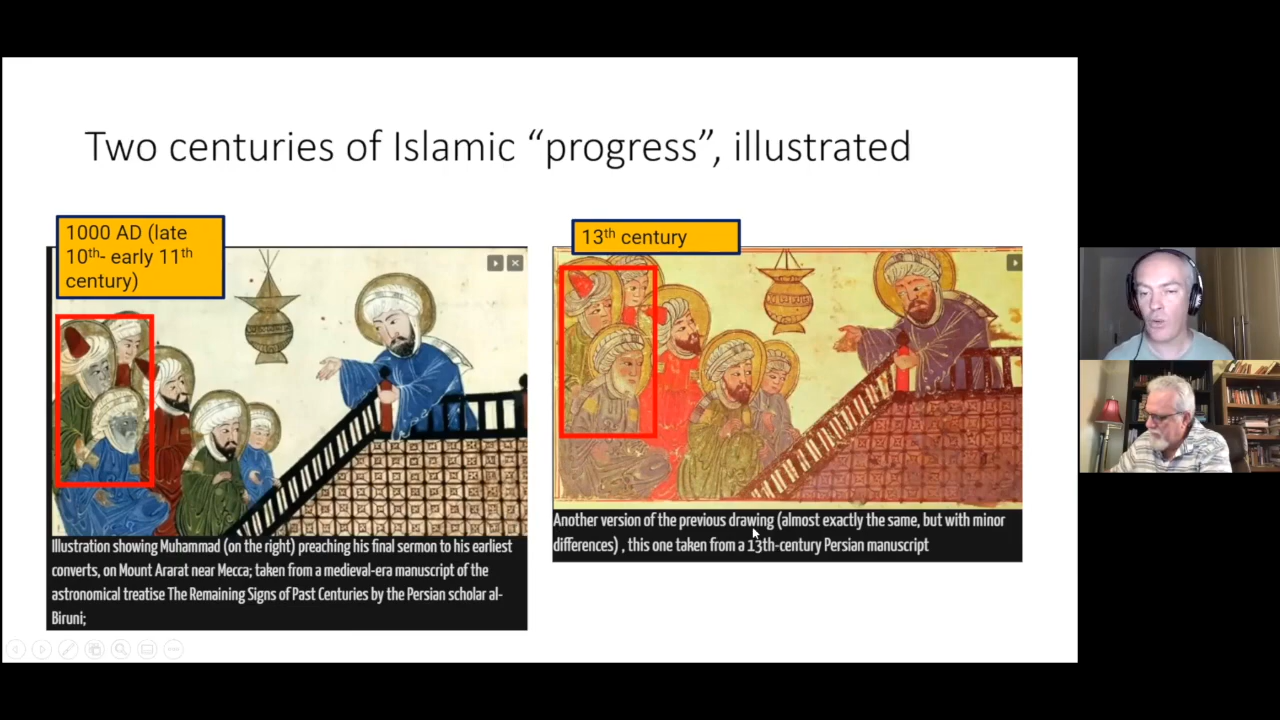 Two centuries of Islamic “progress”, illustrated
1000 AD (late
10th- early 11th
century)
Illustration showing Muhammad (on the right) preaching his final sermon to his earliest
converts, on Mount Ararat near Mecca; taken from a medieval-era manuscript of the
astronomical treatise The Remaining Signs of Past Centuries by the Persian scholar al-
Biruni;
13th century
Another version of the previous drawing (almost exactly the same, but with minor
differences) , this one taken from a 13th-century Persian manuscript